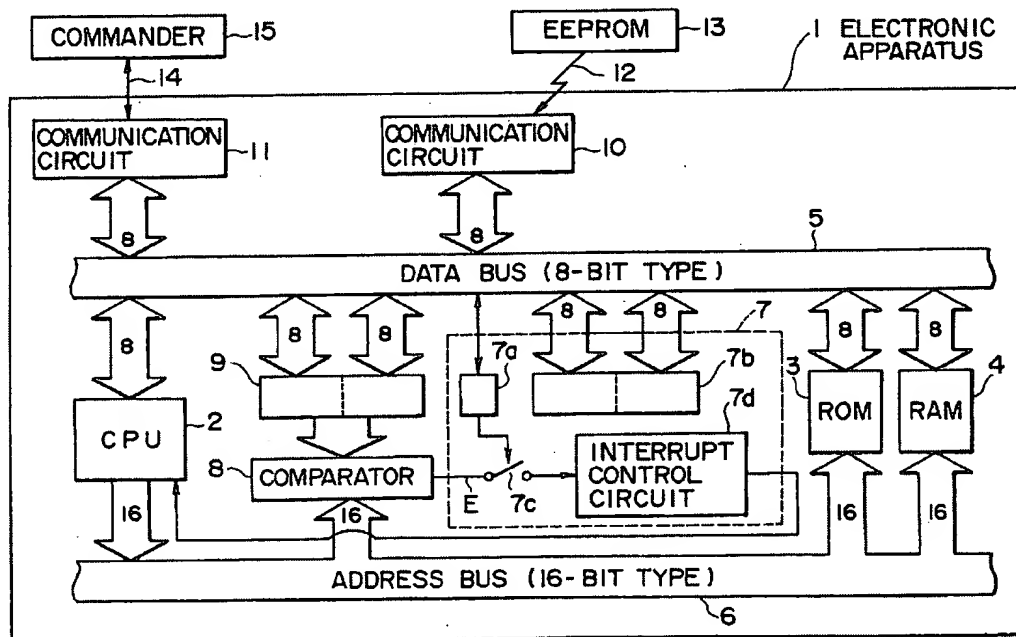 COMMANDER 15
EEPROM 13
1 ELECTRONIC
APPARATUS
14
12
COMMUNICATION
CIRCUIT
11
COMMUNICATION
CIRCUIT
10
8
8
5
DATA BUS (8-BIT TYPE)
8
8
8
8
8
8
8
7
9
7a
7b
3
4
7d
CPU
2
ROM
RAM
8
COMPARATOR
E
7c
INTERRUPT
CONTROL
CIRCUIT
16
16
16
16
ADDRESS BUS (16-BIT TYPE)
6